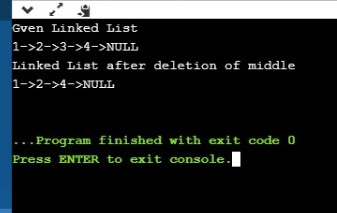 Gven Linked List
1->2->3->4->NULL
Linked List after deletion of middle
1->2->4->NULL
...Program finished with exit code 0
Press ENTER to exit console.